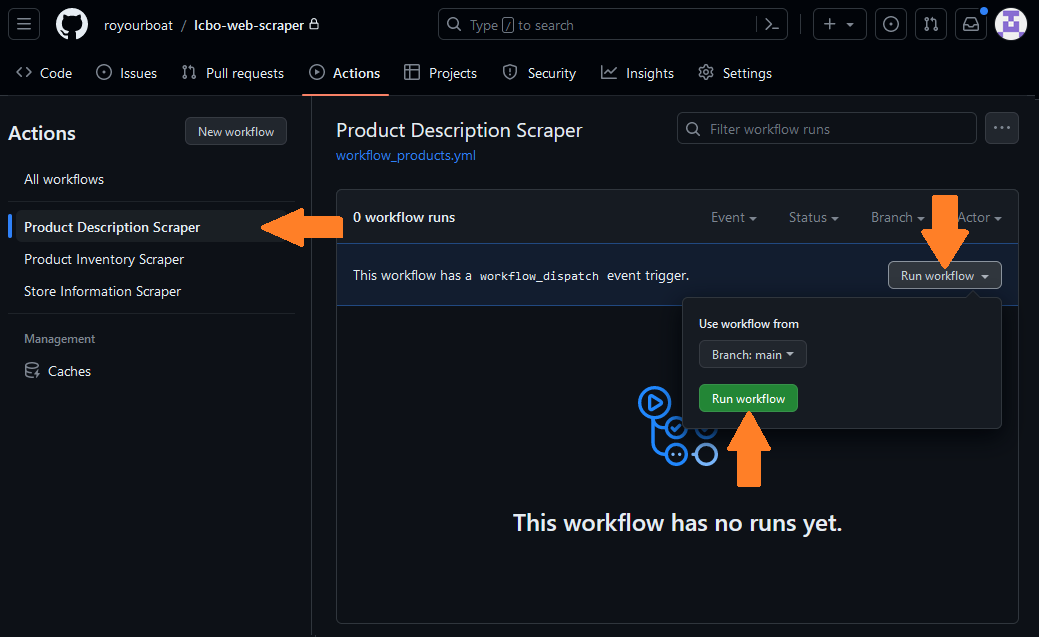 royourboat / lcbo-web-scraper
Type / to search
Code Issues Pull requests Actions Projects Security Insights Settings
Actions
New workflow
All workflows
Product Description Scraper
Product Inventory Scraper
Store Information Scraper
Management
Caches
Product Description Scraper
workflow_products.yml
Filter workflow runs
0 workflow runs
Event Status Branch Actor
This workflow has a workflow_dispatch event trigger.
Run workflow
Use workflow from
Branch: main
Run workflow
This workflow has no runs yet.